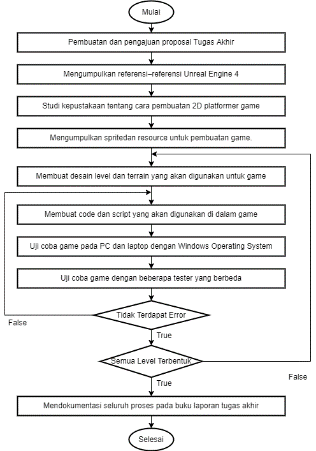 Mulai
Pembuatan dan pengajuan proposal Tugas Akhir
Mengumpulkan referensi–referensi Unreal Engine 4
Studi kepustakaan tentang cara pembuatan 2D platformer game
Mengumpulkan spritedan resource untuk pembuatan game.
Membuat desain level dan terrain yang akan digunakan untuk game
Membuat code dan script yang akan digunakan di dalam game
Uji coba game pada PC dan laptop dengan Windows Operating System
Uji coba game dengan beberapa tester yang berbeda
Tidak Terdapat Error
False
True
Semua Level Terbentuk
False
True
Mendokumentasi seluruh proses pada buku laporan tugas akhir
Selesai